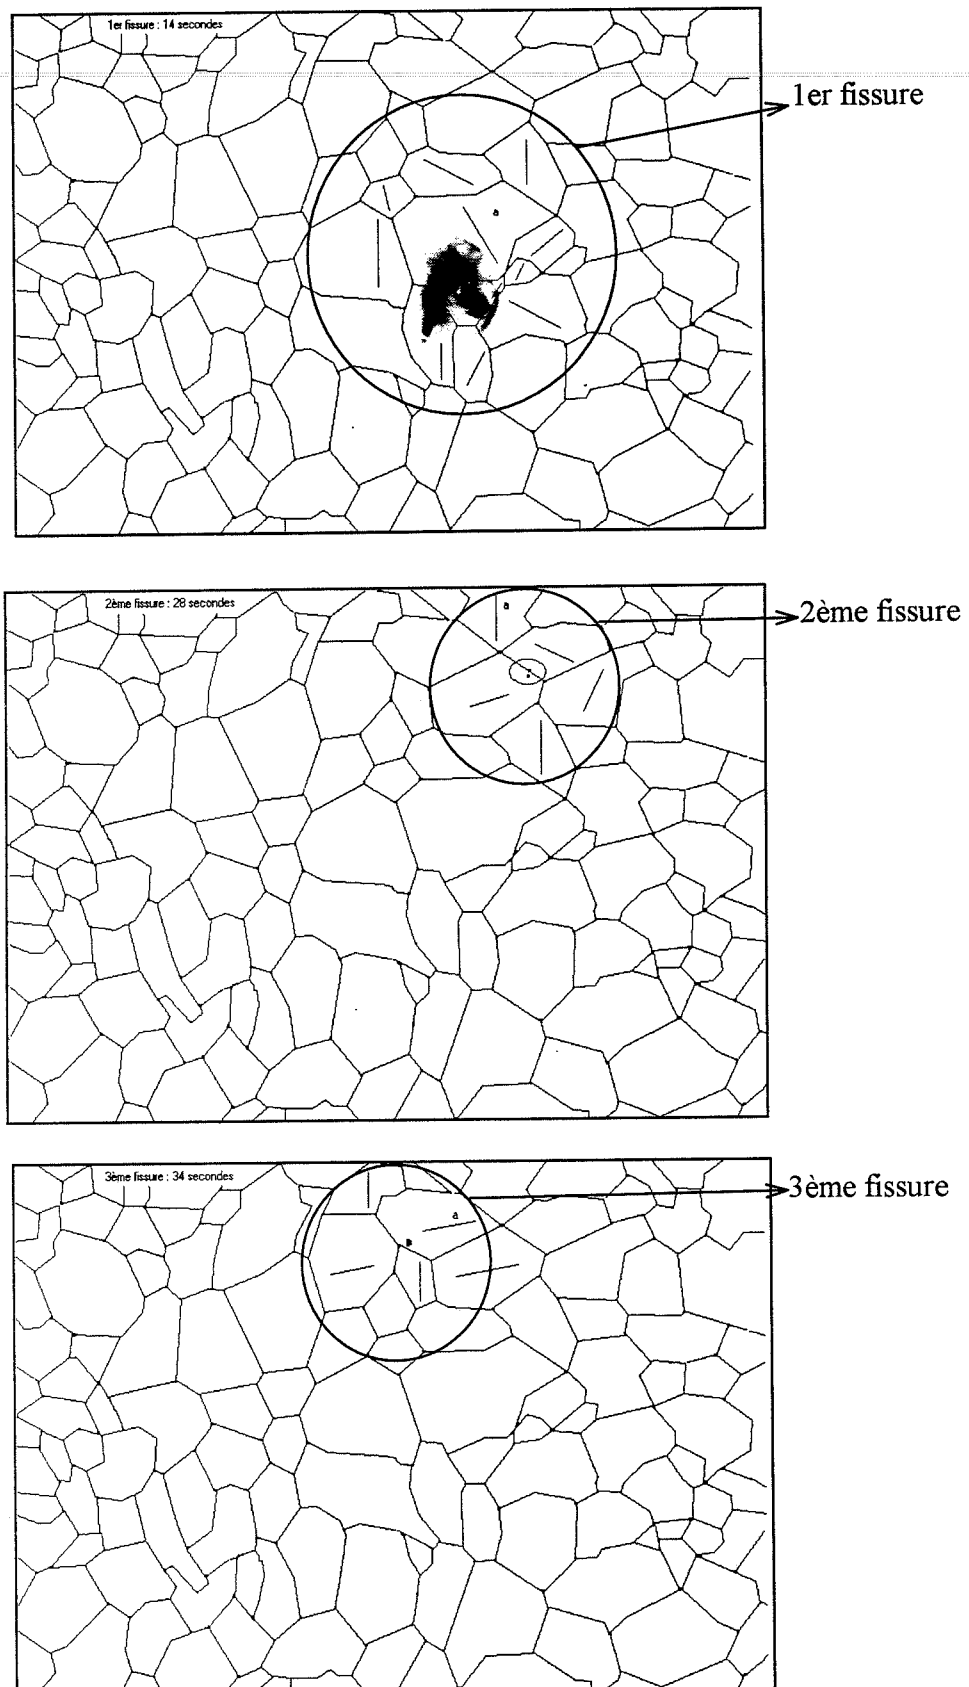 1er fissure : 14 secondes
1er fissure
a
2ème fissure : 28 secondes
a
2ème fissure
3ème fissure : 34 secondes
3ème fissure
a